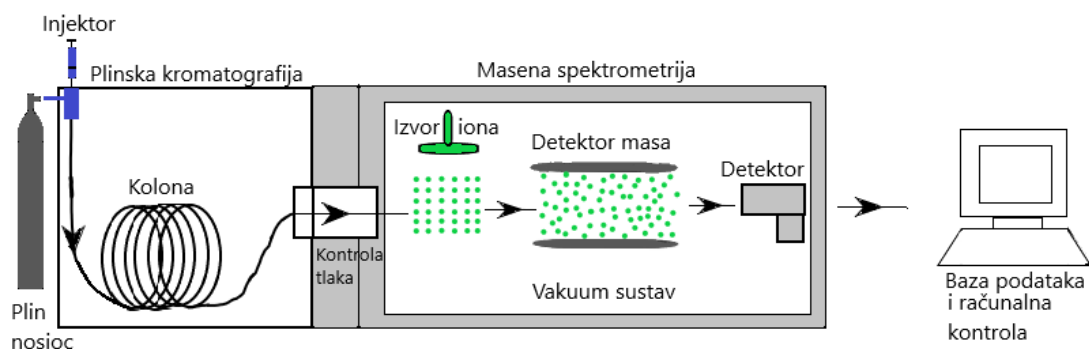 Injektor
Plinska kromatografija
Masena spektrometrija
Izvor iona
Detektor masa
Detektor
Kolona
Kontrola
tlaka
Vakuum sustav
Plin
nosioc
Baza podataka
i računalna
kontrola